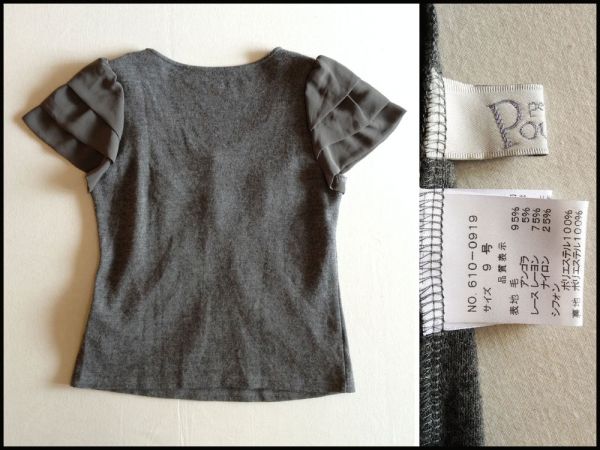 NO. 610-0919
サイズ 9 号
品質表示
表地 毛 95%
アンゴラ 5%
レース レーヨン 75%
ナイロン 25%
シフォン
ポリエステル100%
裏地 ポリエステル100%